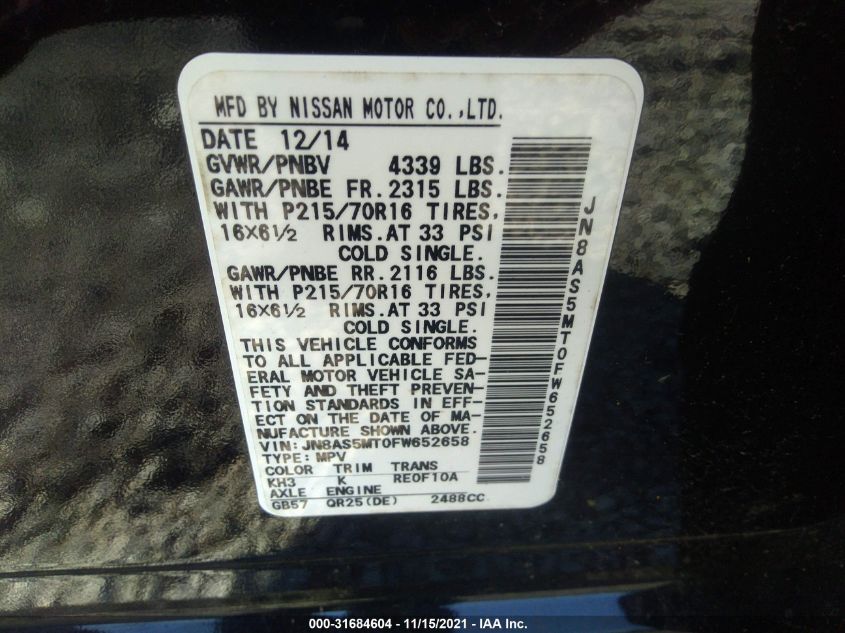 MFD BY NISSAN MOTOR CO.,LTD.
DATE 12/14
GVWR/PNBV 4339 LBS.
GAWR/PNBE FR.2315 LBS.
WITH P215/70R16 TIRES,
16X6½ RIMS.AT 33 PSI
COLD SINGLE.
GAWR/PNBE RR.2116 LBS.
WITH P215/70R16 TIRES,
16X6½ RIMS.AT 33 PSI
COLD SINGLE.
THIS VEHICLE CONFORMS
TO ALL APPLICABLE FED-
ERAL MOTOR VEHICLE SA-
FETY AND THEFT PREVEN-
TION STANDARDS IN EFF-
ECT ON THE DATE OF MA-
NUFACTURE SHOWN ABOVE.
VIN: JN8AS5MT0FW652658
TYPE: MPV
COLOR TRIM TRANS
KH3 K RE0F10A
AXLE ENGINE
GB57 QR25(DE) 2488CC
JN8AS5MT0FW652658
000-31684604 - 11/15/2021 - IAA Inc.